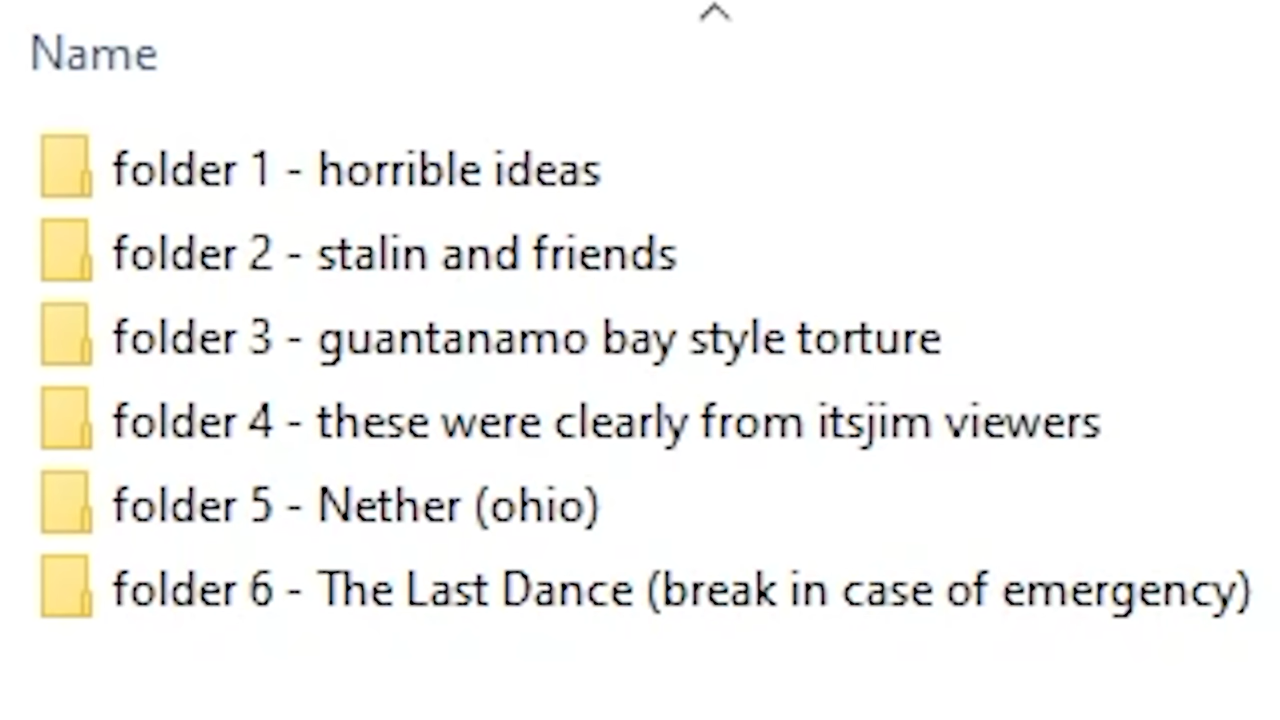 Name
folder 1 - horrible ideas
folder 2 - stalin and friends
folder 3 - guantanamo bay style torture
folder 4 - these were clearly from itsjim viewers
folder 5 - Nether (ohio)
folder 6 - The Last Dance (break in case of emergency)